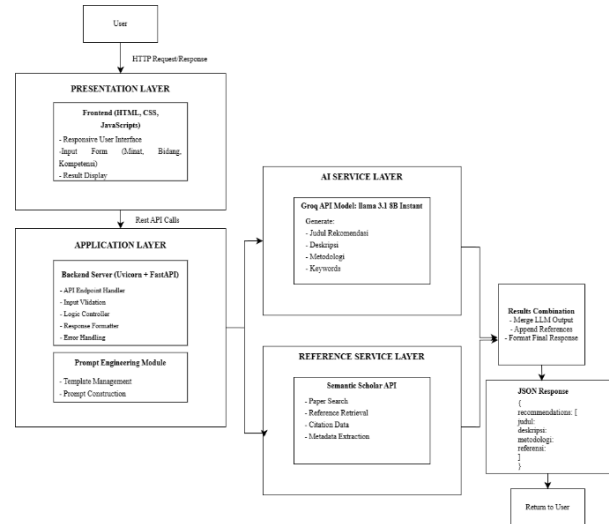 User
HTTP Request/Response
PRESENTATION LAYER
Frontend (HTML, CSS,
JavaScripts)
- Responsive User Interface
-Input Form (Minat, Bidang,
Kompetensi)
- Result Display
Rest API Calls
APPLICATION LAYER
Backend Server (Uvicorn + FastAPI)
- API Endpoint Handler
- Input Vlidation
- Logic Controller
- Response Formatter
- Error Handling
Prompt Engineering Module
- Template Management
- Prompt Construction
AI SERVICE LAYER
Groq API Model: llama 3.1 8B Instant
Generate:
- Judul Rekomendasi
- Deskripsi
- Metodologi
- Keywords
REFERENCE SERVICE LAYER
Semantic Scholar API
- Paper Search
- Reference Retrieval
- Citation Data
- Metadata Extraction
Results Combination
- Merge LLM Output
- Append References
- Format Final Response
JSON Response
{
recommendations: [
judul:
deskripsi:
metodologi:
referensi:
]
}
Return to User